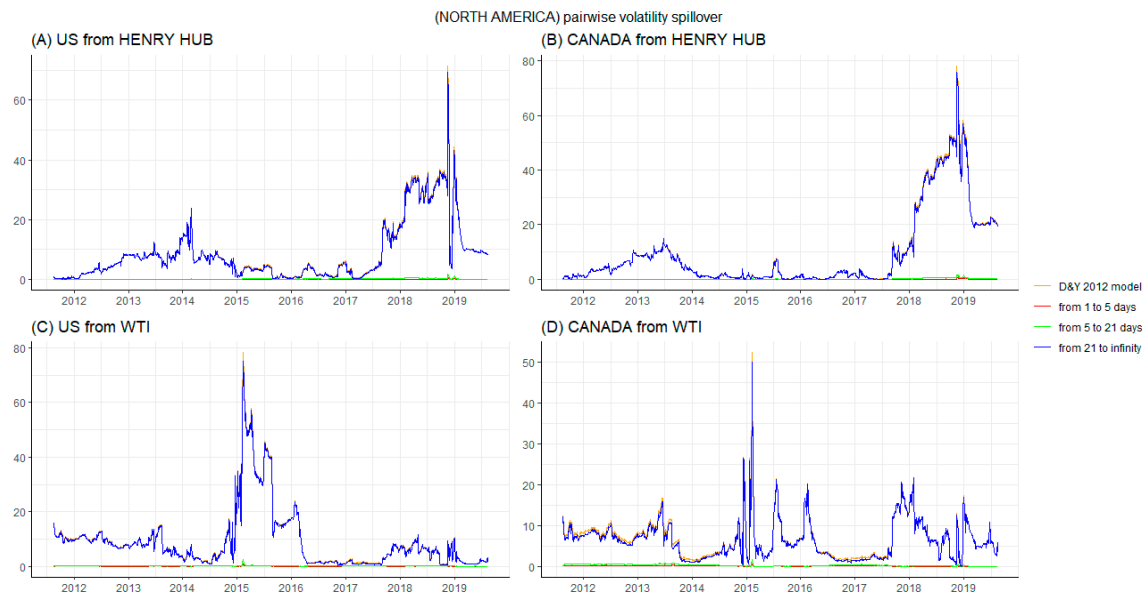 (NORTH AMERICA) pairwise volatility spillover
(A) US from HENRY HUB
60
40
20
0
2012 2013 2014 2015 2016 2017 2018 2019
(B) CANADA from HENRY HUB
80
60
40
20
0
2012 2013 2014 2015 2016 2017 2018 2019
(C) US from WTI
80
60
40
20
0
2012 2013 2014 2015 2016 2017 2018 2019
(D) CANADA from WTI
50
40
30
20
10
0
2012 2013 2014 2015 2016 2017 2018 2019
D&Y 2012 model
from 1 to 5 days
from 5 to 21 days
from 21 to infinity